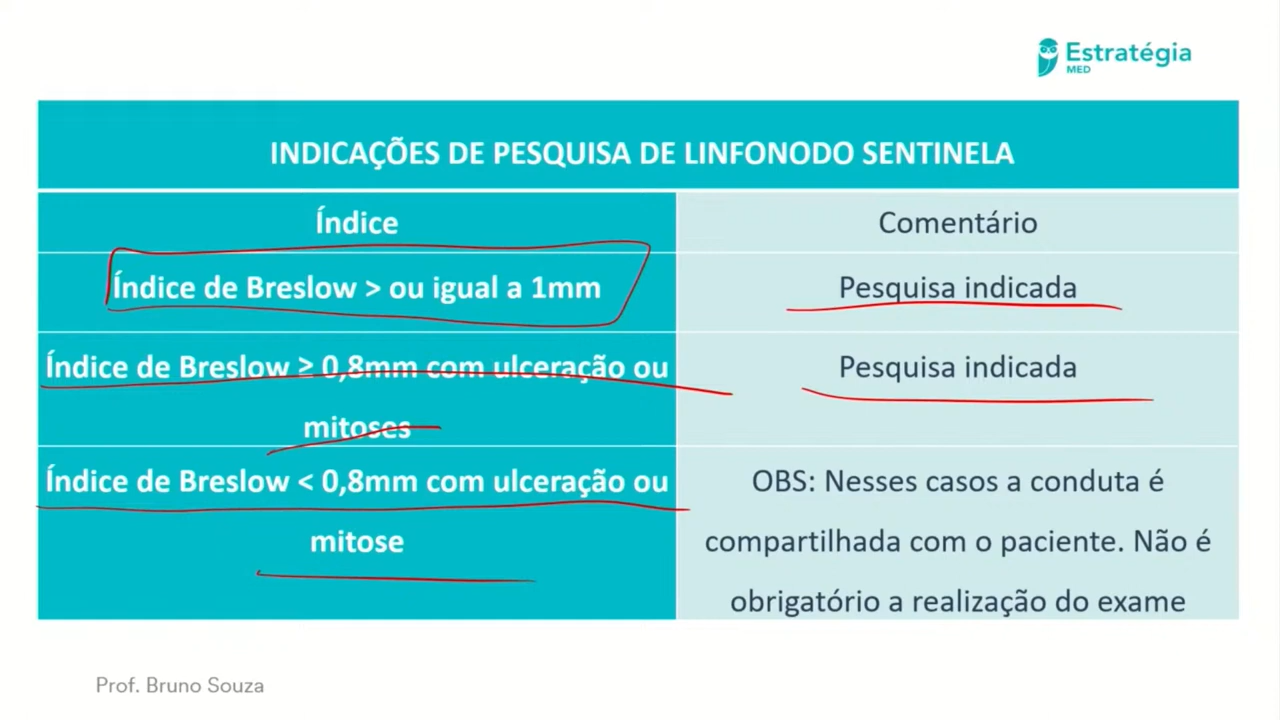 Estratégia
MED
INDICAÇÕES DE PESQUISA DE LINFONODO SENTINELA
Índice
Comentário
Índice de Breslow > ou igual a 1mm
Pesquisa indicada
Índice de Breslow ≥ 0,8mm com ulceração ou
mitoses
Pesquisa indicada
Índice de Breslow < 0,8mm com ulceração ou
mitose
OBS: Nesses casos a conduta é
compartilhada com o paciente. Não é
obrigatório a realização do exame
Prof. Bruno Souza